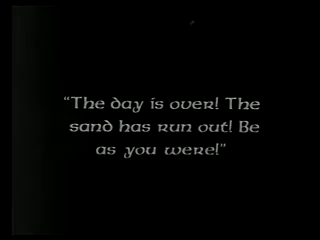 “The day is over! The
sand has run out! Be
as you were!”